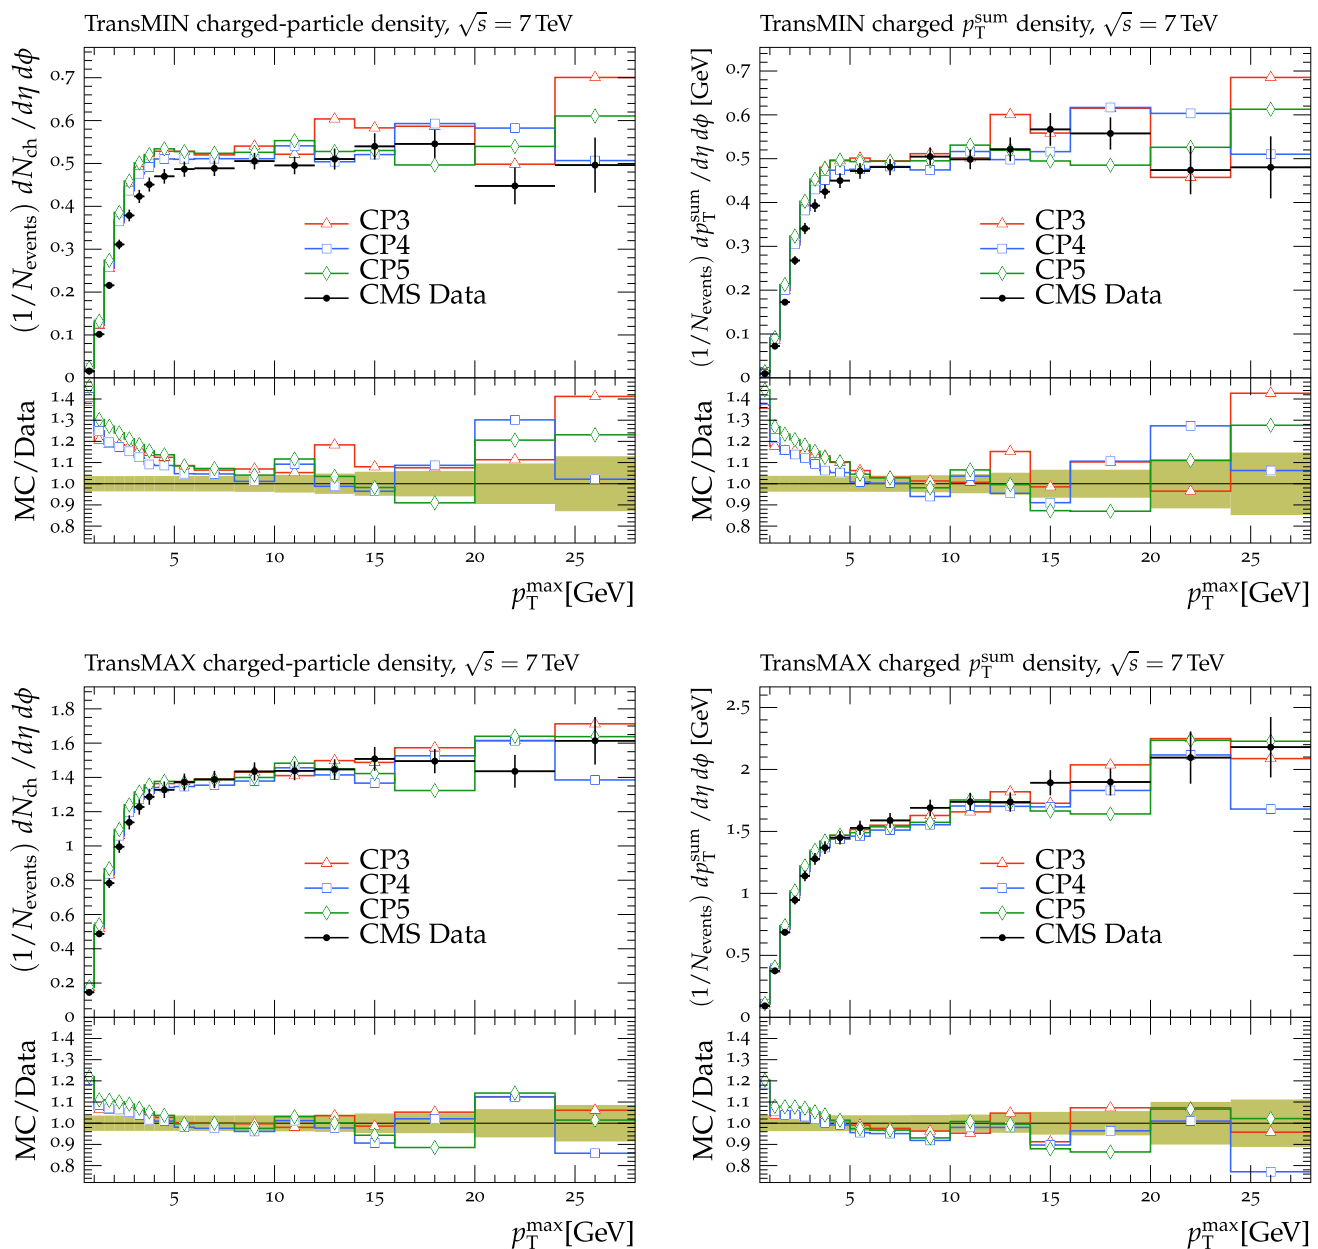 TransMIN charged-particle density, √s = 7 TeV
(1/N_events) dN_ch/dη dϕ
0.7
0.6
0.5
0.4
0.3
0.2
0.1
0
CP3
CP4
CP5
CMS Data
MC/Data
1.4
1.3
1.2
1.1
1.0
0.9
0.8
5 10 15 20 25
p_T^max[GeV]
TransMIN charged p_T^sum density, √s = 7 TeV
(1/N_events) dp_T^sum/dη dϕ [GeV]
0.7
0.6
0.5
0.4
0.3
0.2
0.1
0
CP3
CP4
CP5
CMS Data
MC/Data
1.4
1.3
1.2
1.1
1.0
0.9
0.8
5 10 15 20 25
p_T^max[GeV]
TransMAX charged-particle density, √s = 7 TeV
(1/N_events) dN_ch/dη dϕ
1.8
1.6
1.4
1.2
1
0.8
0.6
0.4
0.2
0
CP3
CP4
CP5
CMS Data
MC/Data
1.4
1.3
1.2
1.1
1.0
0.9
0.8
5 10 15 20 25
p_T^max[GeV]
TransMAX charged p_T^sum density, √s = 7 TeV
(1/N_events) dp_T^sum/dη dϕ [GeV]
2.5
2
1.5
1
0.5
0
CP3
CP4
CP5
CMS Data
MC/Data
1.4
1.3
1.2
1.1
1.0
0.9
0.8
5 10 15 20 25
p_T^max[GeV]